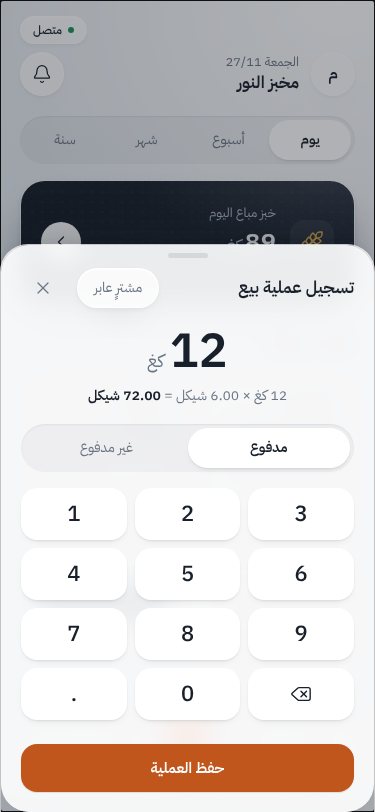 متصل
الجمعة 27/11
مخبز النور
م
يوم
أسبوع
شهر
سنة
خبز مباع اليوم
89 كغ
تسجيل عملية بيع
مشترٍ عابر
12 كغ
12 كغ × 6.00 شيكل = 72.00 شيكل
مدفوع
غير مدفوع
1 2 3
4 5 6
7 8 9
. 0
حفظ العملية